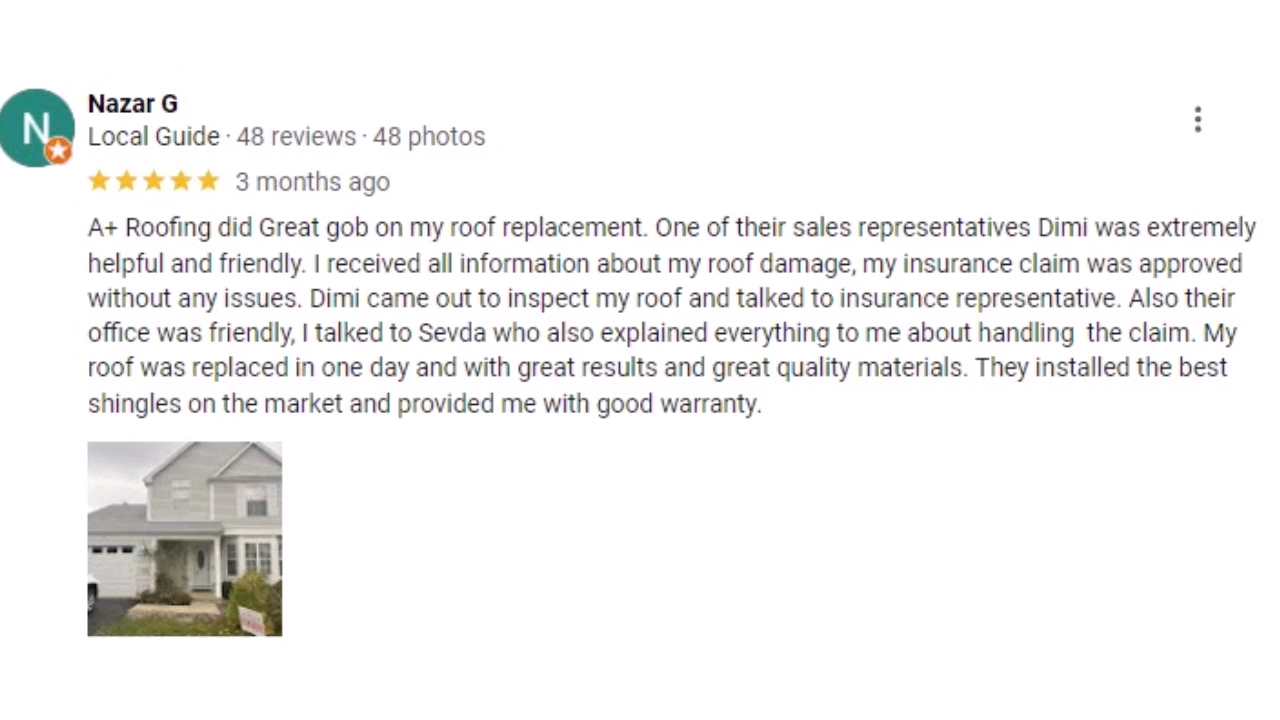 N
Nazar G
Local Guide · 48 reviews · 48 photos
3 months ago
A+ Roofing did Great gob on my roof replacement. One of their sales representatives Dimi was extremely
helpful and friendly. I received all information about my roof damage, my insurance claim was approved
without any issues. Dimi came out to inspect my roof and talked to insurance representative. Also their
office was friendly, I talked to Sevda who also explained everything to me about handling  the claim. My
roof was replaced in one day and with great results and great quality materials. They installed the best
shingles on the market and provided me with good warranty.